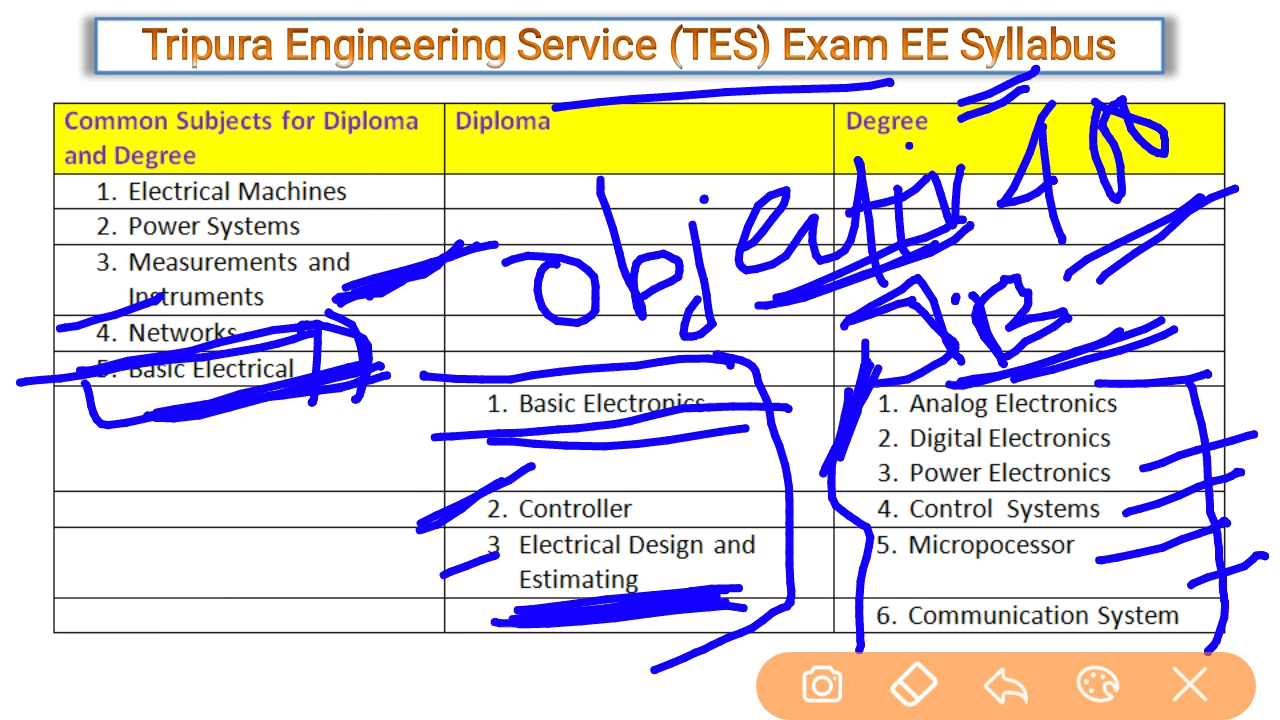 Tripura Engineering Service (TES) Exam EE Syllabus
Common Subjects for Diploma and Degree
Diploma
Degree
1. Electrical Machines
2. Power Systems
3. Measurements and
Instruments
4. Networks
5. Basic Electrical
1. Basic Electronics
2. Controller
3 Electrical Design and
Estimating
1. Analog Electronics
2. Digital Electronics
3. Power Electronics
4. Control Systems
5. Micropocessor
6. Communication System